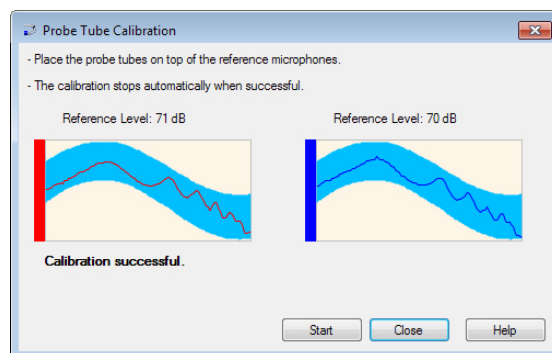 Probe Tube Calibration
- Place the probe tubes on top of the reference microphones.
- The calibration stops automatically when successful.
Reference Level: 71 dB
Reference Level: 70 dB
Calibration successful.
Start
Close
Help